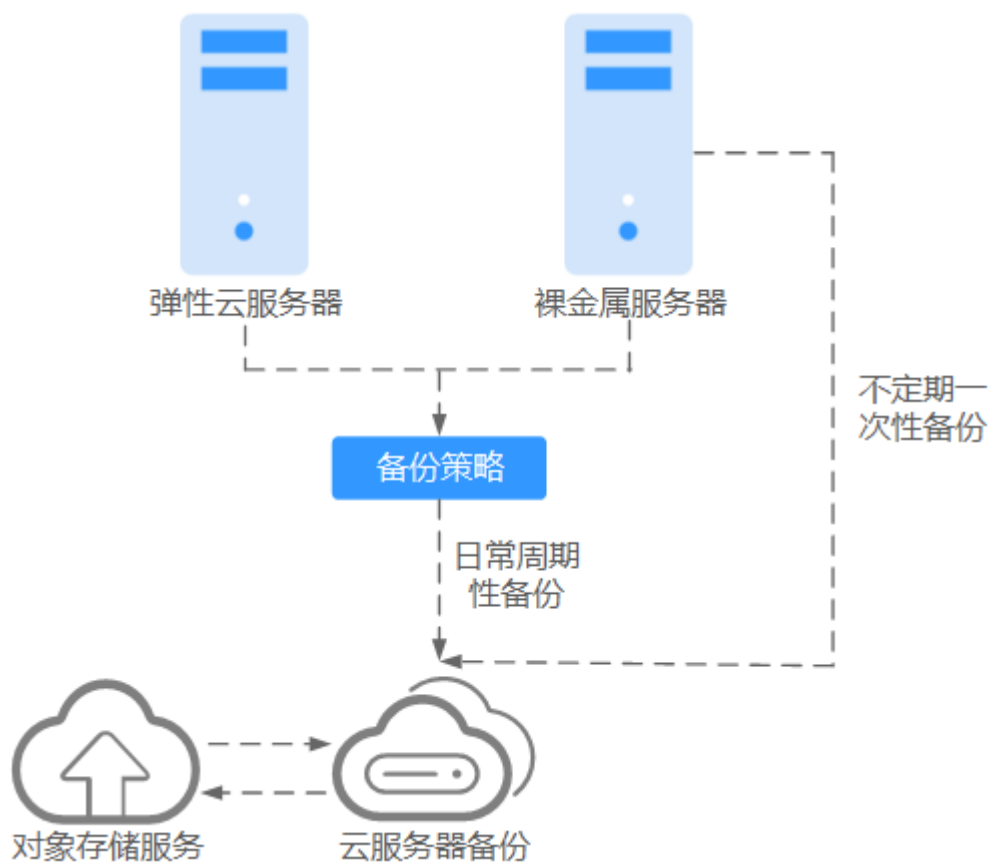 弹性云服务器
裸金属服务器
不定期一
次性备份
备份策略
日常周期
性备份
对象存储服务
云服务器备份